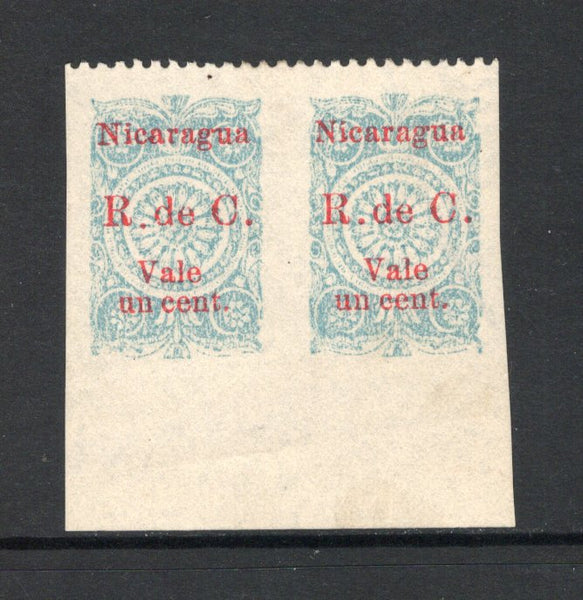 Nicaragua
R. de C.
Vale
un cent.
Nicaragua
R. de C.
Vale
un cent.